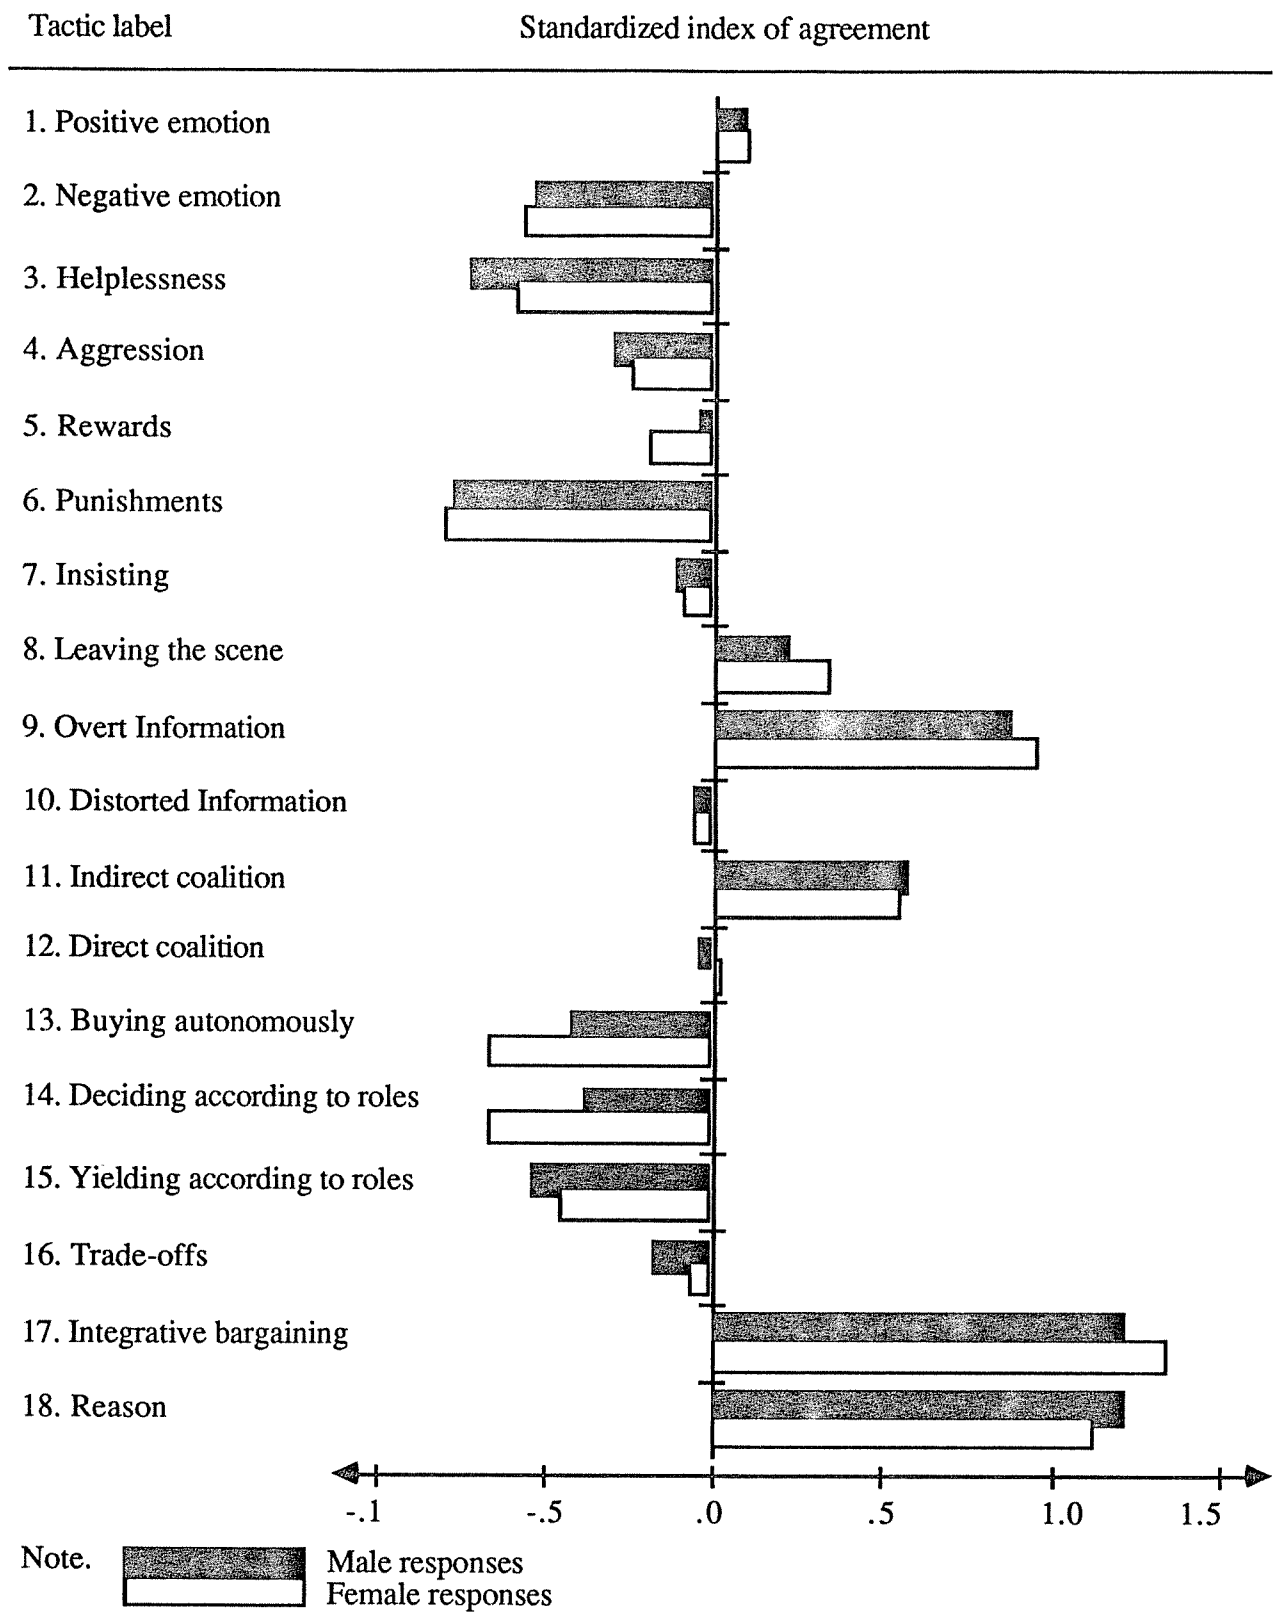 Tactic label Standardized index of agreement
1. Positive emotion
2. Negative emotion
3. Helplessness
4. Aggression
5. Rewards
6. Punishments
7. Insisting
8. Leaving the scene
9. Overt Information
10. Distorted Information
11. Indirect coalition
12. Direct coalition
13. Buying autonomously
14. Deciding according to roles
15. Yielding according to roles
16. Trade-offs
17. Integrative bargaining
18. Reason
-.1 -.5 .0 .5 1.0 1.5
Note. Male responses
Female responses